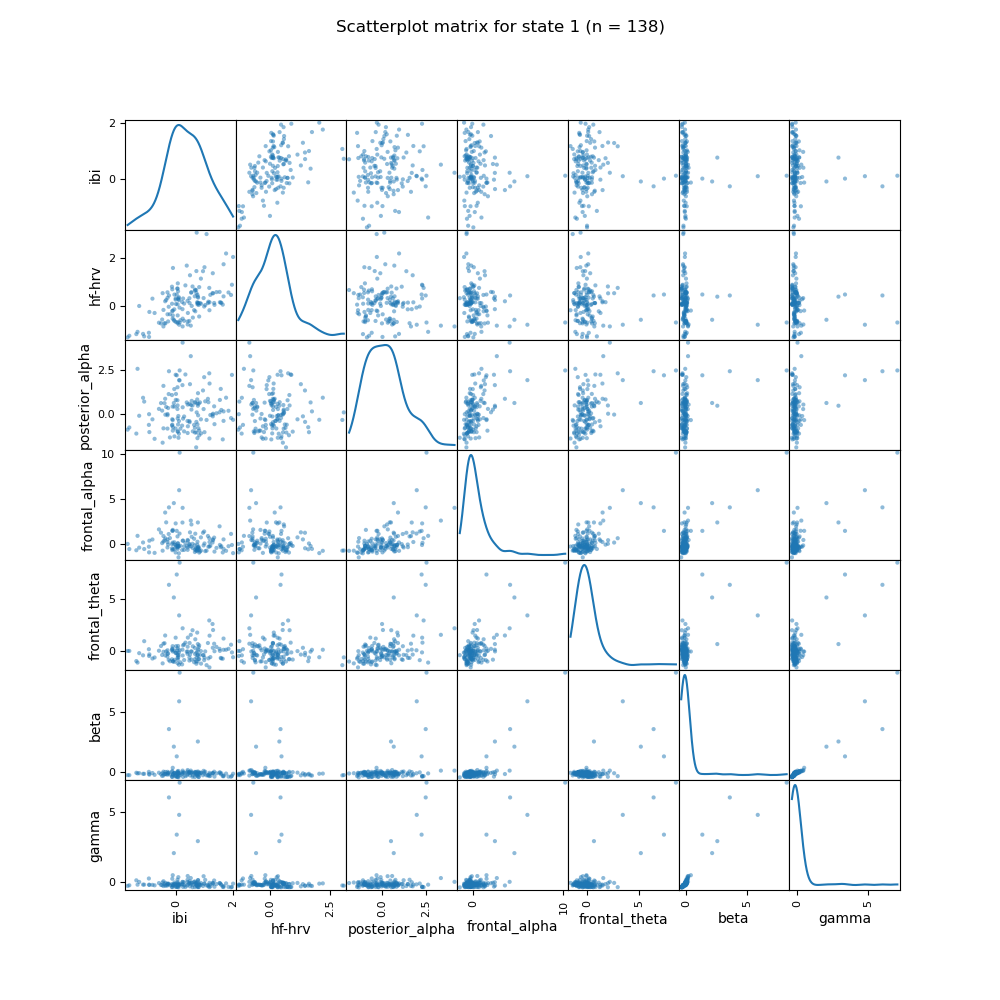 Scatterplot matrix for state 1 (n = 138)
ibi
2
0
hf-hrv
2
0
posterior_alpha
2.5
0.0
frontal_alpha
10
5
0
frontal_theta
5
0
beta
5
0
gamma
5
0
0 2 0.0 2.5 0.0 2.5 0 10 0 5 0 5 0 5
ibi hf-hrv posterior_alpha frontal_alpha frontal_theta beta gamma